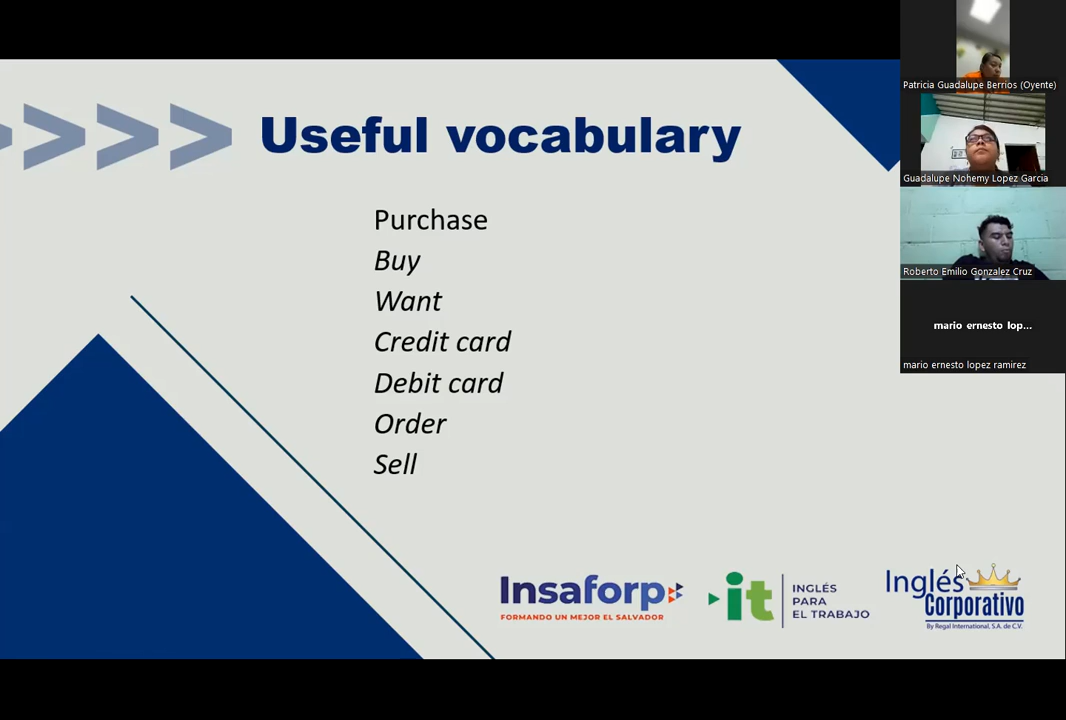 Useful vocabulary
Purchase
Buy
Want
Credit card
Debit card
Order
Sell
Insaforp
FORMANDO UN MEJOR EL SALVADOR
it
INGLÉS
PARA
EL TRABAJO
Inglés
Corporativo
By Regal International, S.A. de C.V.
Patricia Guadalupe Berrios (Oyente)
Guadalupe Nohemy Lopez Garcia
Roberto Emilio Gonzalez Cruz
mario ernesto lop...
mario ernesto lopez ramirez